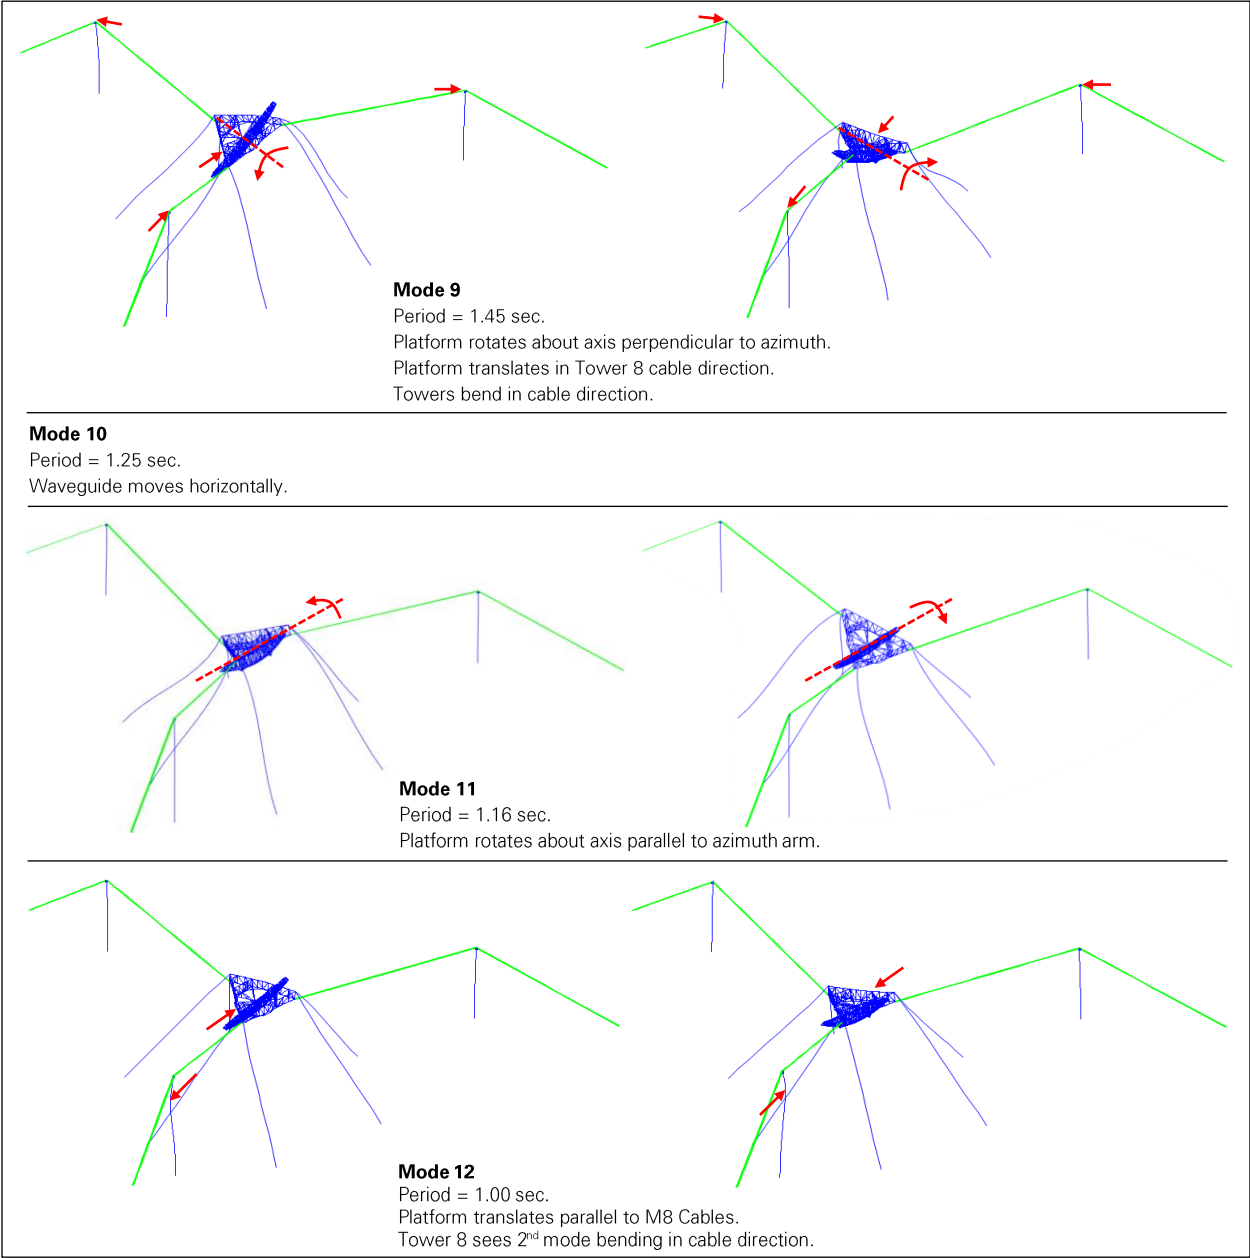 Mode 9
Period = 1.45 sec.
Platform rotates about axis perpendicular to azimuth.
Platform translates in Tower 8 cable direction.
Towers bend in cable direction.
Mode 10
Period = 1.25 sec.
Waveguide moves horizontally.
Mode 11
Period = 1.16 sec.
Platform rotates about axis parallel to azimuth arm.
Mode 12
Period = 1.00 sec.
Platform translates parallel to M8 Cables.
Tower 8 sees 2nd mode bending in cable direction.